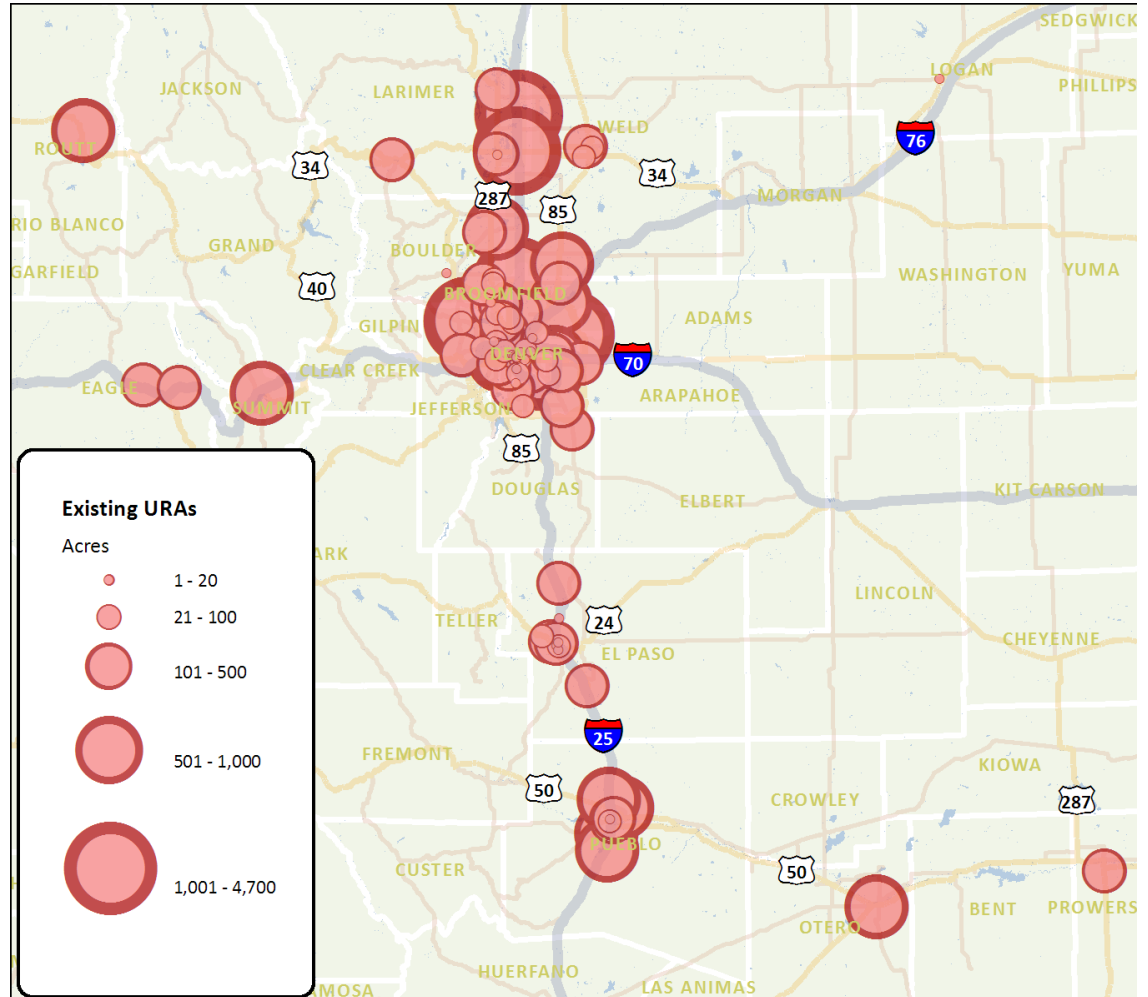 SEDGWICK
LOGAN
JACKSON
LARIMER
PHILLIPS
WELD
76
ROUTT
34
34
287
85
MORGAN
RIO BLANCO
GRAND
BOULDER
GARFIELD
WASHINGTON
YUMA
40
BROOMFIELD
GILPIN
ADAMS
DENVER
70
CLEAR CREEK
EAGLE
SUMMIT
JEFFERSON
ARAPAHOE
85
DOUGLAS
ELBERT
KIT CARSON
Existing URAs
Acres
1 - 20
21 - 100
101 - 500
501 - 1,000
1,001 - 4,700
ARK
TELLER
24
LINCOLN
EL PASO
CHEYENNE
25
FREMONT
KIOWA
50
CROWLEY
287
PUEBLO
CUSTER
50
OTERO
BENT
PROWERS
HUERFANO
AMOSA
LAS ANIMAS